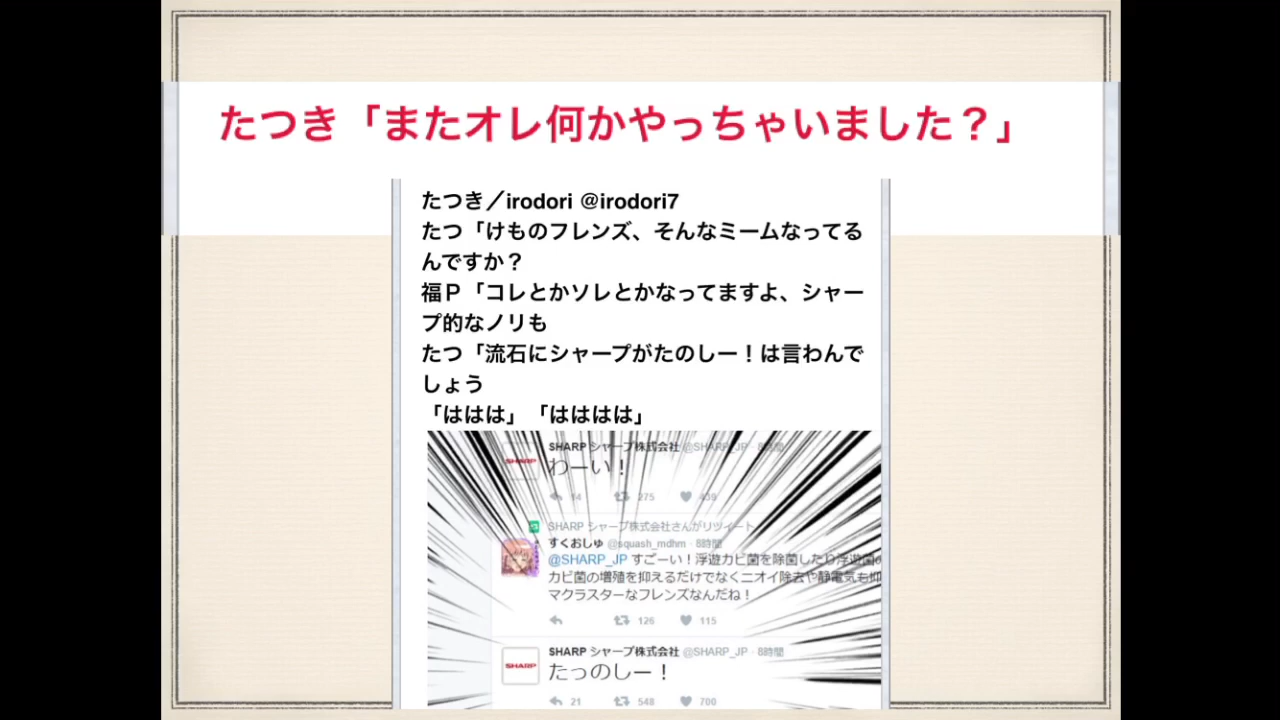 たつき「またオレ何かやっちゃいました？」
たつき／irodori @irodori7
たつ「けものフレンズ、そんなミームなってる
んですか？
福Ｐ「コレとかソレとかなってますよ、シャー
プ的なノリも
たつ「流石にシャープがたのしー！は言わんで
しょう
「ははは」「はははは」
SHARP シャープ株式会社 @SHARP_JP · 8時間
SHARP
わーい！
14 275 439
SHARP シャープ株式会社さんがリツイート
すくおしゅ @squash_mdhm · 8時間
@SHARP_JP すごーい！浮遊カビ菌を除菌したり浮遊菌の
カビ菌の増殖を抑えるだけでなくニオイ除去や静電気も抑
マクラスターなフレンズなんだね！
126 115
SHARP シャープ株式会社 @SHARP_JP · 8時間
SHARP
たっのしー！
21 548 700